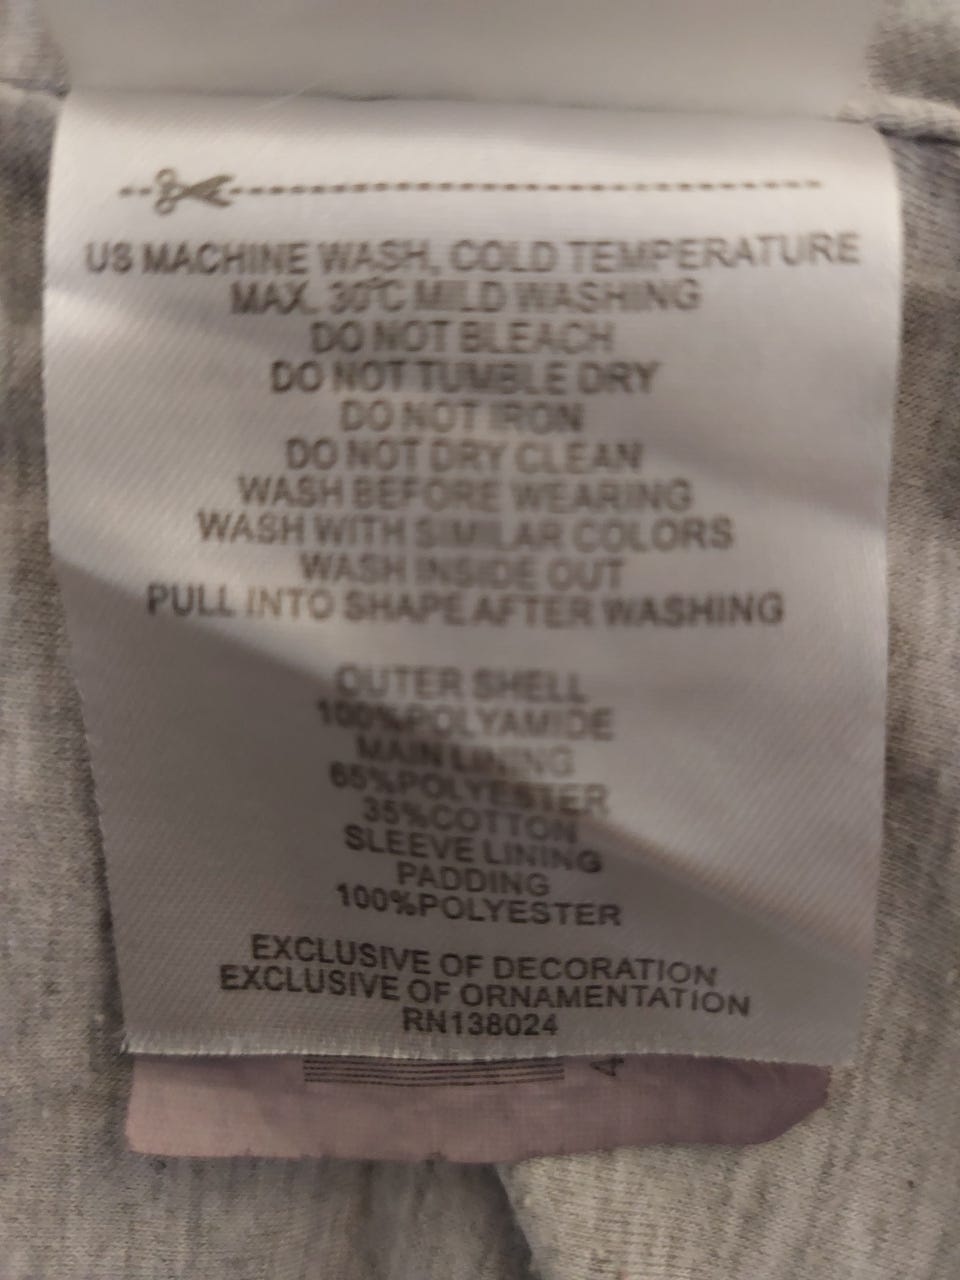 US MACHINE WASH, COLD TEMPERATURE
MAX. 30°C MILD WASHING
DO NOT BLEACH
DO NOT TUMBLE DRY
DO NOT IRON
DO NOT DRY CLEAN
WASH BEFORE WEARING
WASH WITH SIMILAR COLORS
WASH INSIDE OUT
PULL INTO SHAPE AFTER WASHING
OUTER SHELL
100%POLYAMIDE
MAIN LINING
65%POLYESTER
35%COTTON
SLEEVE LINING
PADDING
100%POLYESTER
EXCLUSIVE OF DECORATION
EXCLUSIVE OF ORNAMENTATION
RN138024